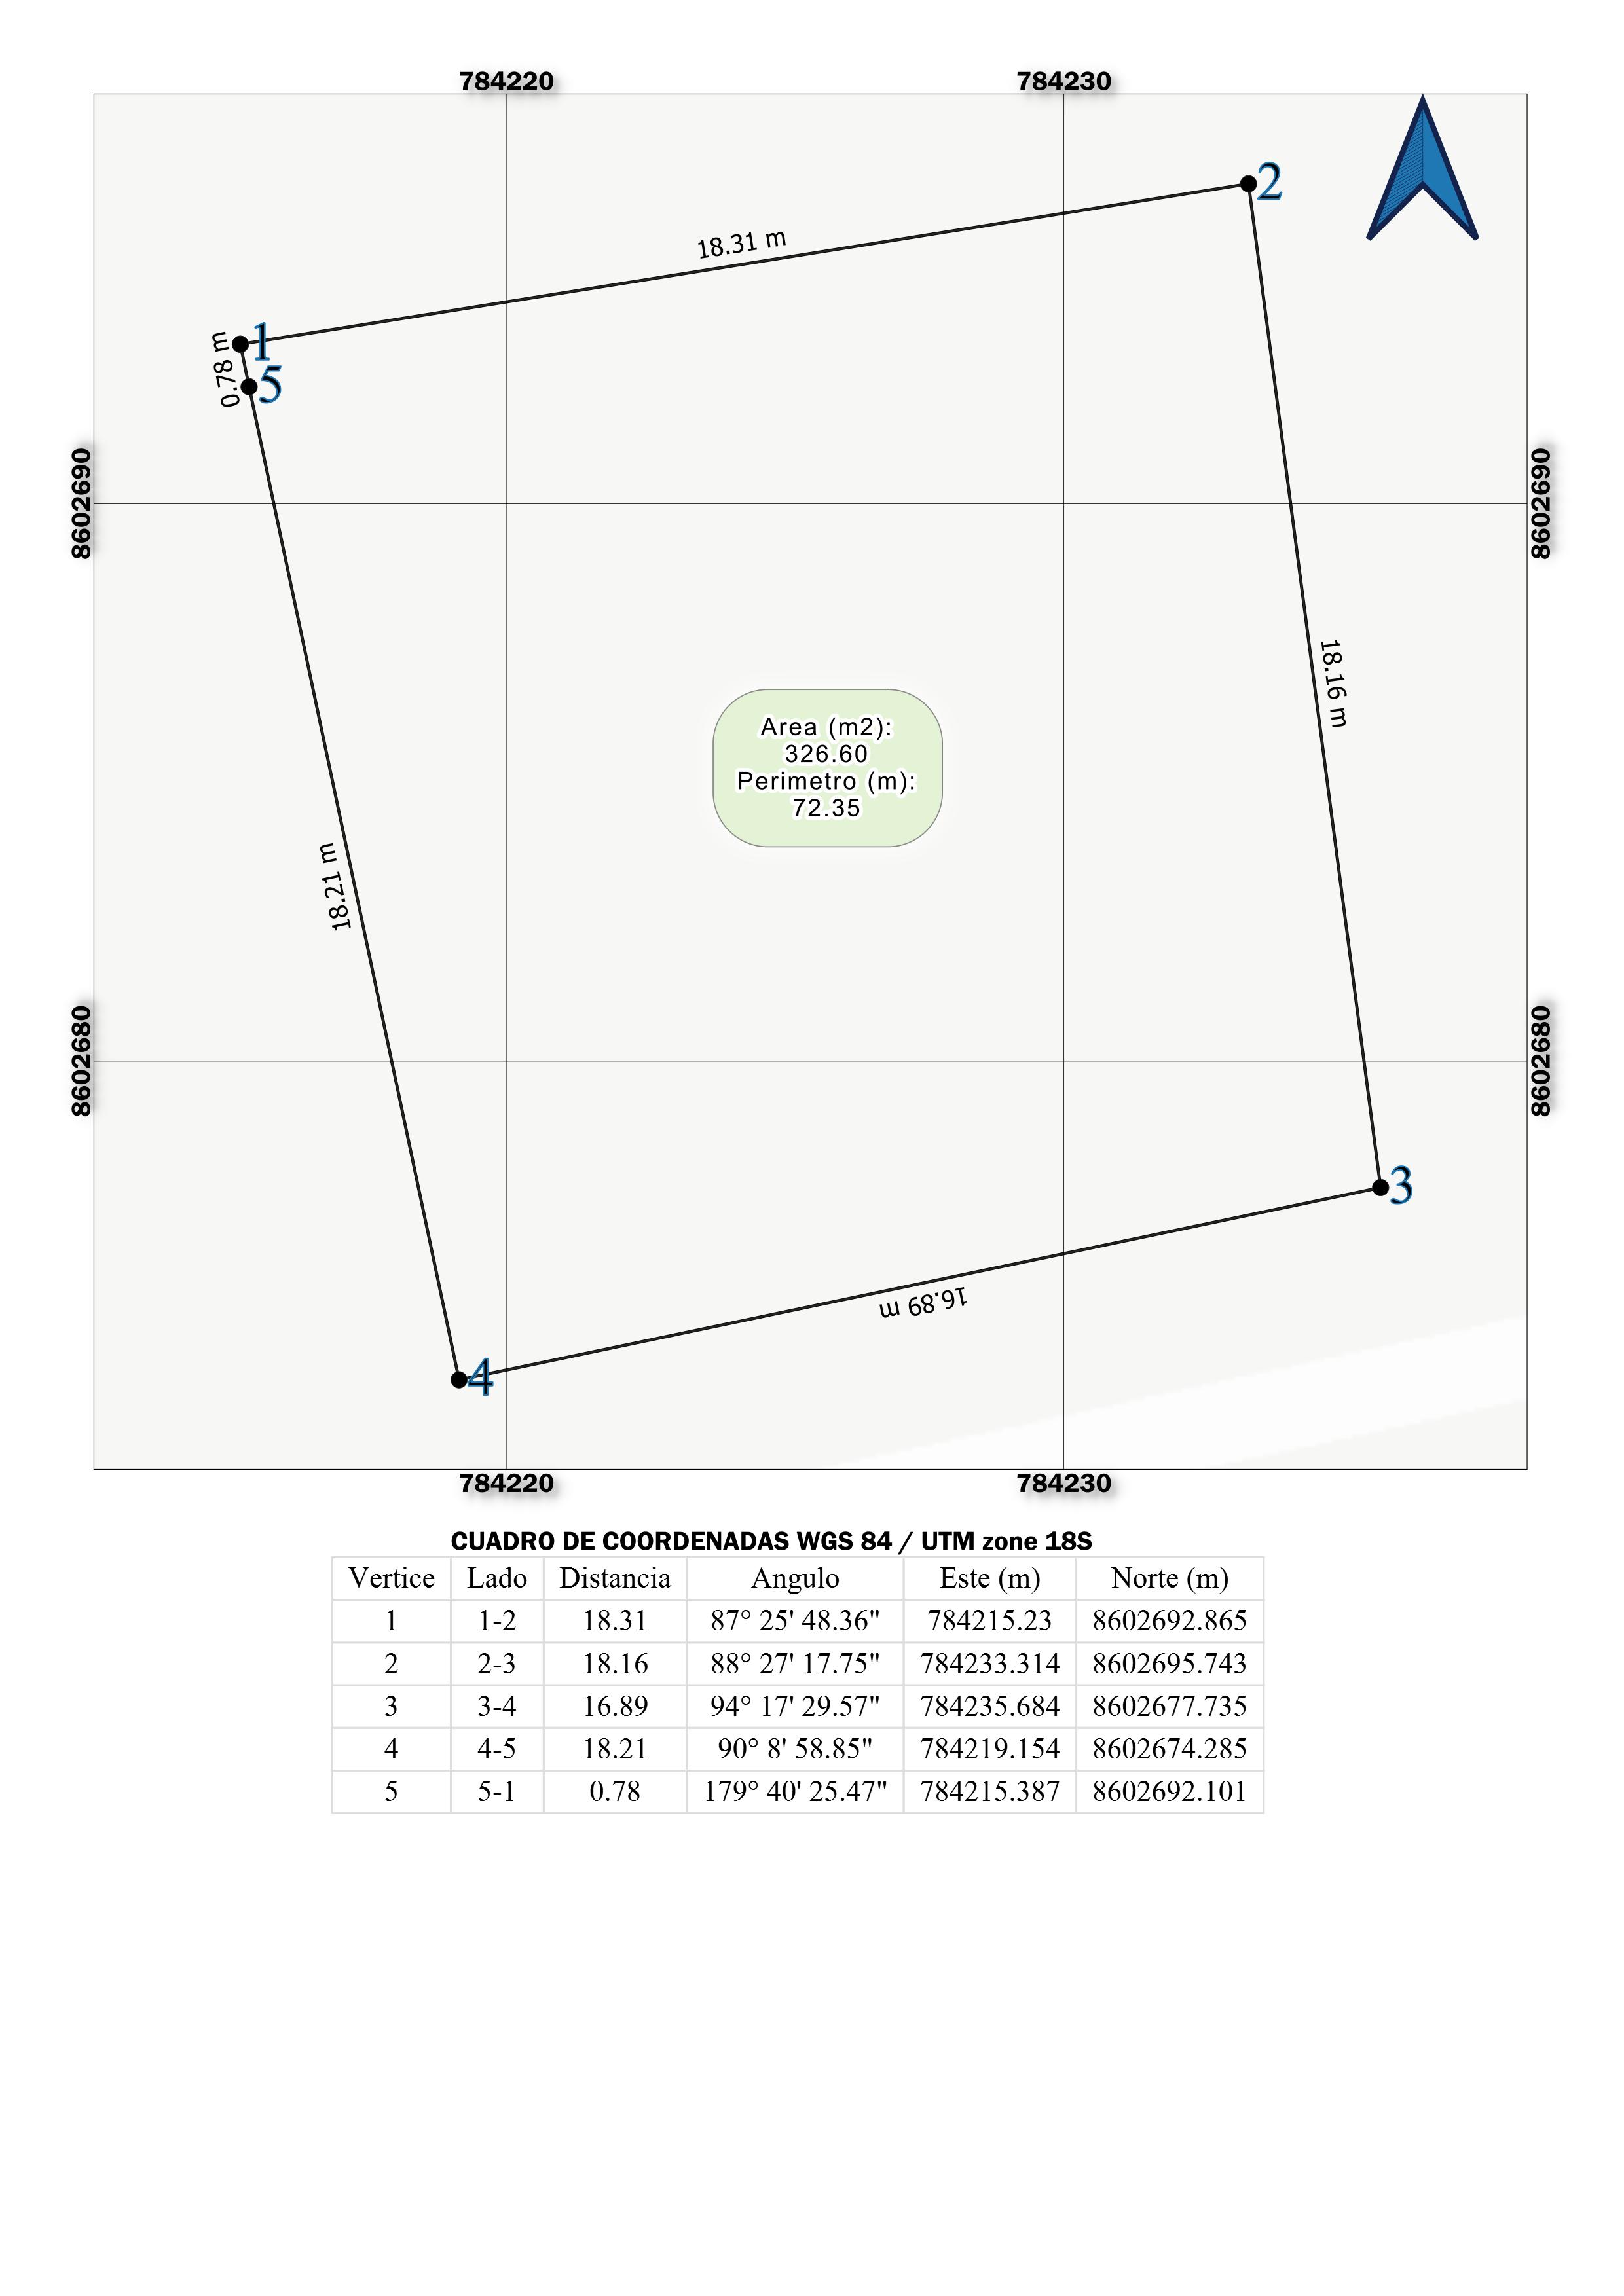 784220 784230
2
18.31 m
1
0.78 m
5
8602690 8602690
18.16 m
Area (m2):
326.60
Perimetro (m):
72.35
18.21 m
8602680 8602680
3
16.89 m
4
784220 784230
CUADRO DE COORDENADAS WGS 84 / UTM zone 18S
Vertice Lado Distancia Angulo Este (m) Norte (m)
1 1-2 18.31 87° 25' 48.36" 784215.23 8602692.865
2 2-3 18.16 88° 27' 17.75" 784233.314 8602695.743
3 3-4 16.89 94° 17' 29.57" 784235.684 8602677.735
4 4-5 18.21 90° 8' 58.85" 784219.154 8602674.285
5 5-1 0.78 179° 40' 25.47" 784215.387 8602692.101